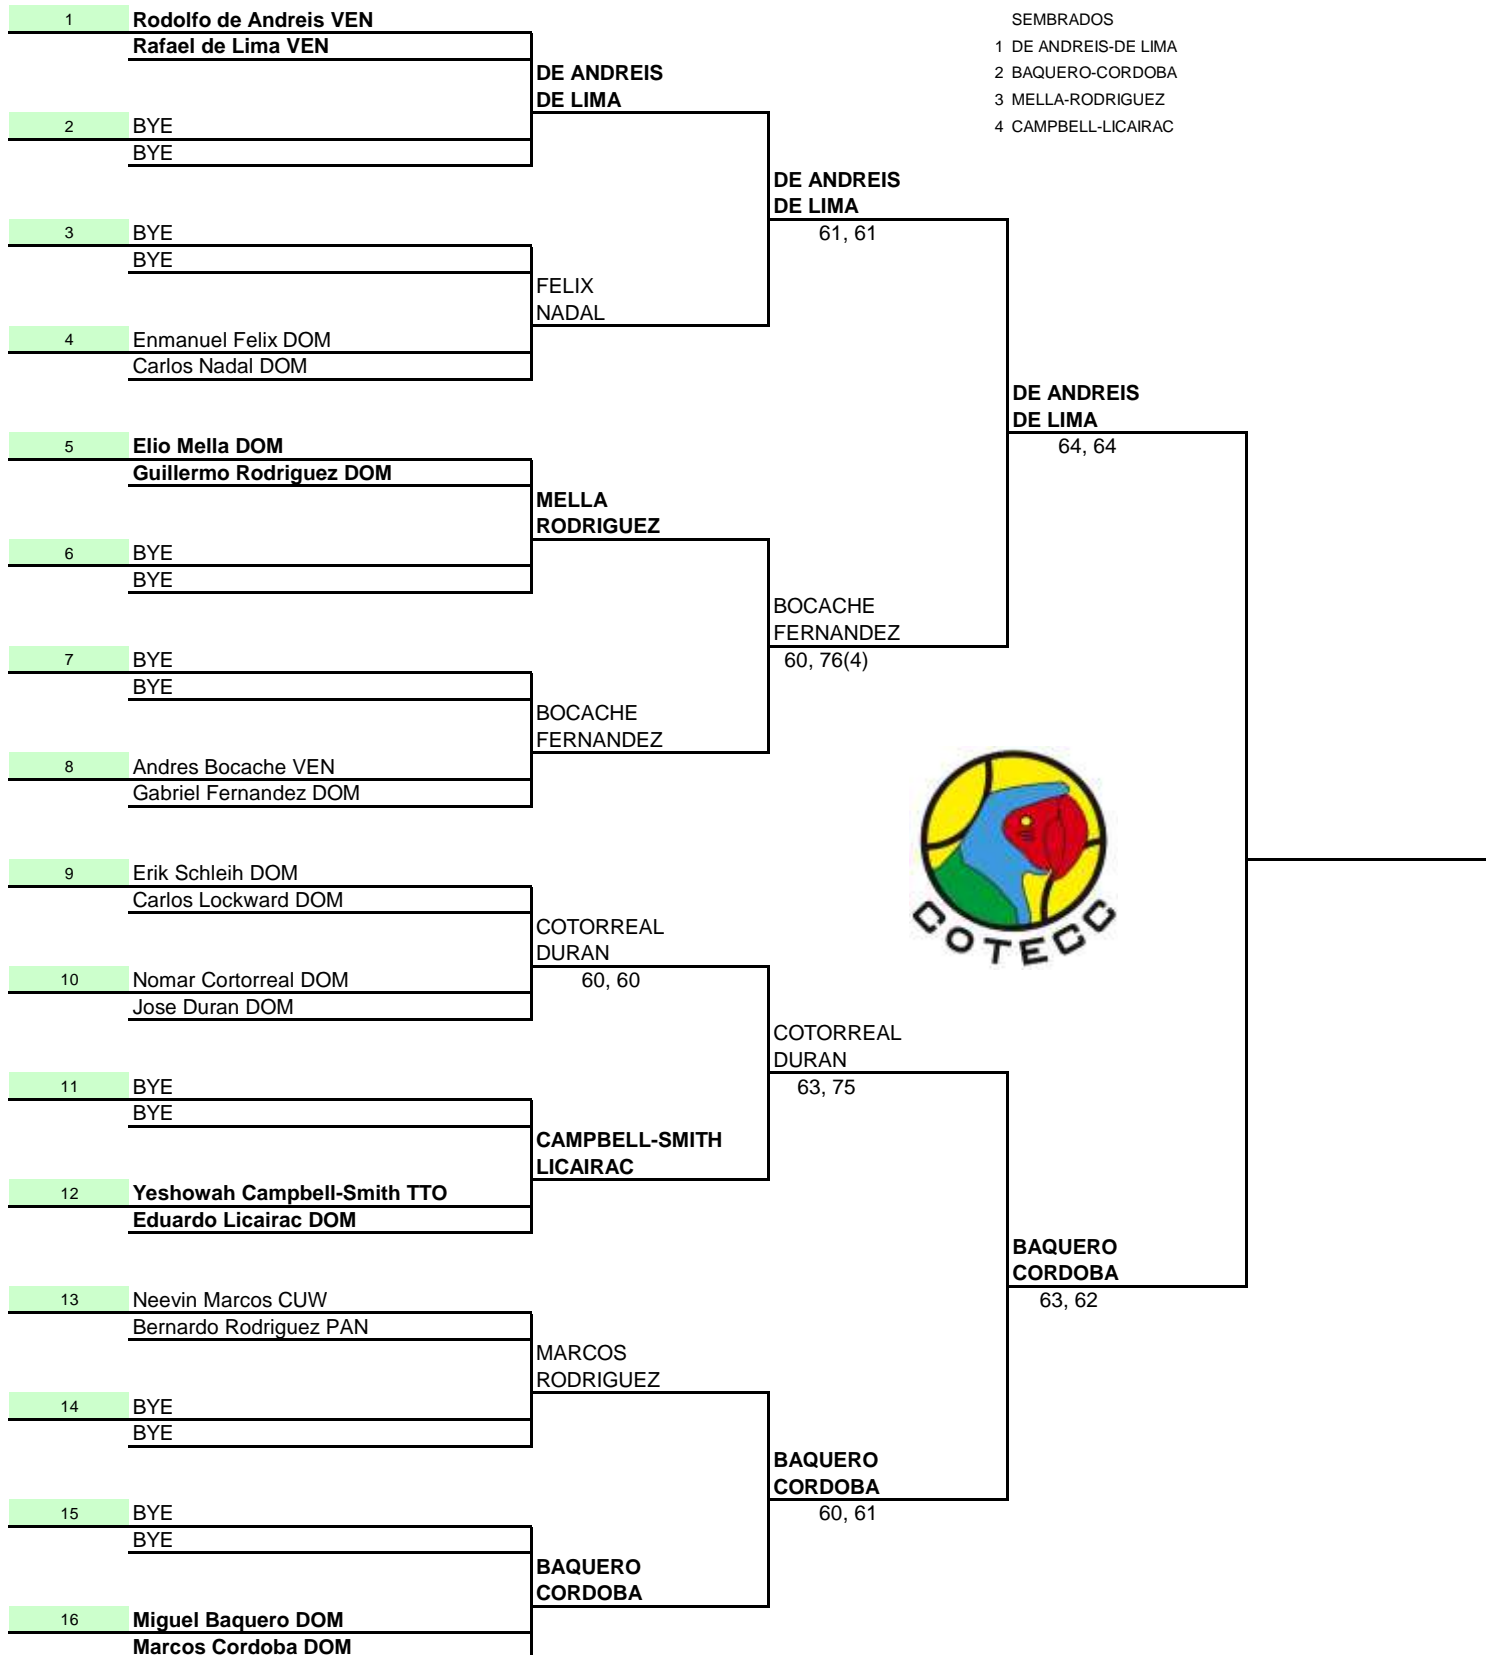 1 Rodolfo de Andreis VEN
Rafael de Lima VEN
SEMBRADOS
1 DE ANDREIS-DE LIMA
2 BAQUERO-CORDOBA
3 MELLA-RODRIGUEZ
4 CAMPBELL-LICAIRAC
DE ANDREIS
DE LIMA
2 BYE
BYE
DE ANDREIS
DE LIMA
61, 61
3 BYE
BYE
FELIX
NADAL
4 Enmanuel Felix DOM
Carlos Nadal DOM
DE ANDREIS
DE LIMA
64, 64
5 Elio Mella DOM
Guillermo Rodriguez DOM
MELLA
RODRIGUEZ
6 BYE
BYE
BOCACHE
FERNANDEZ
60, 76(4)
7 BYE
BYE
BOCACHE
FERNANDEZ
8 Andres Bocache VEN
Gabriel Fernandez DOM
COTECC
9 Erik Schleih DOM
Carlos Lockward DOM
COTORREAL
DURAN
60, 60
10 Nomar Cortorreal DOM
Jose Duran DOM
COTORREAL
DURAN
63, 75
11 BYE
BYE
CAMPBELL-SMITH
LICAIRAC
12 Yeshowah Campbell-Smith TTO
Eduardo Licairac DOM
BAQUERO
CORDOBA
63, 62
13 Neevin Marcos CUW
Bernardo Rodriguez PAN
MARCOS
RODRIGUEZ
14 BYE
BYE
BAQUERO
CORDOBA
60, 61
15 BYE
BYE
BAQUERO
CORDOBA
16 Miguel Baquero DOM
Marcos Cordoba DOM